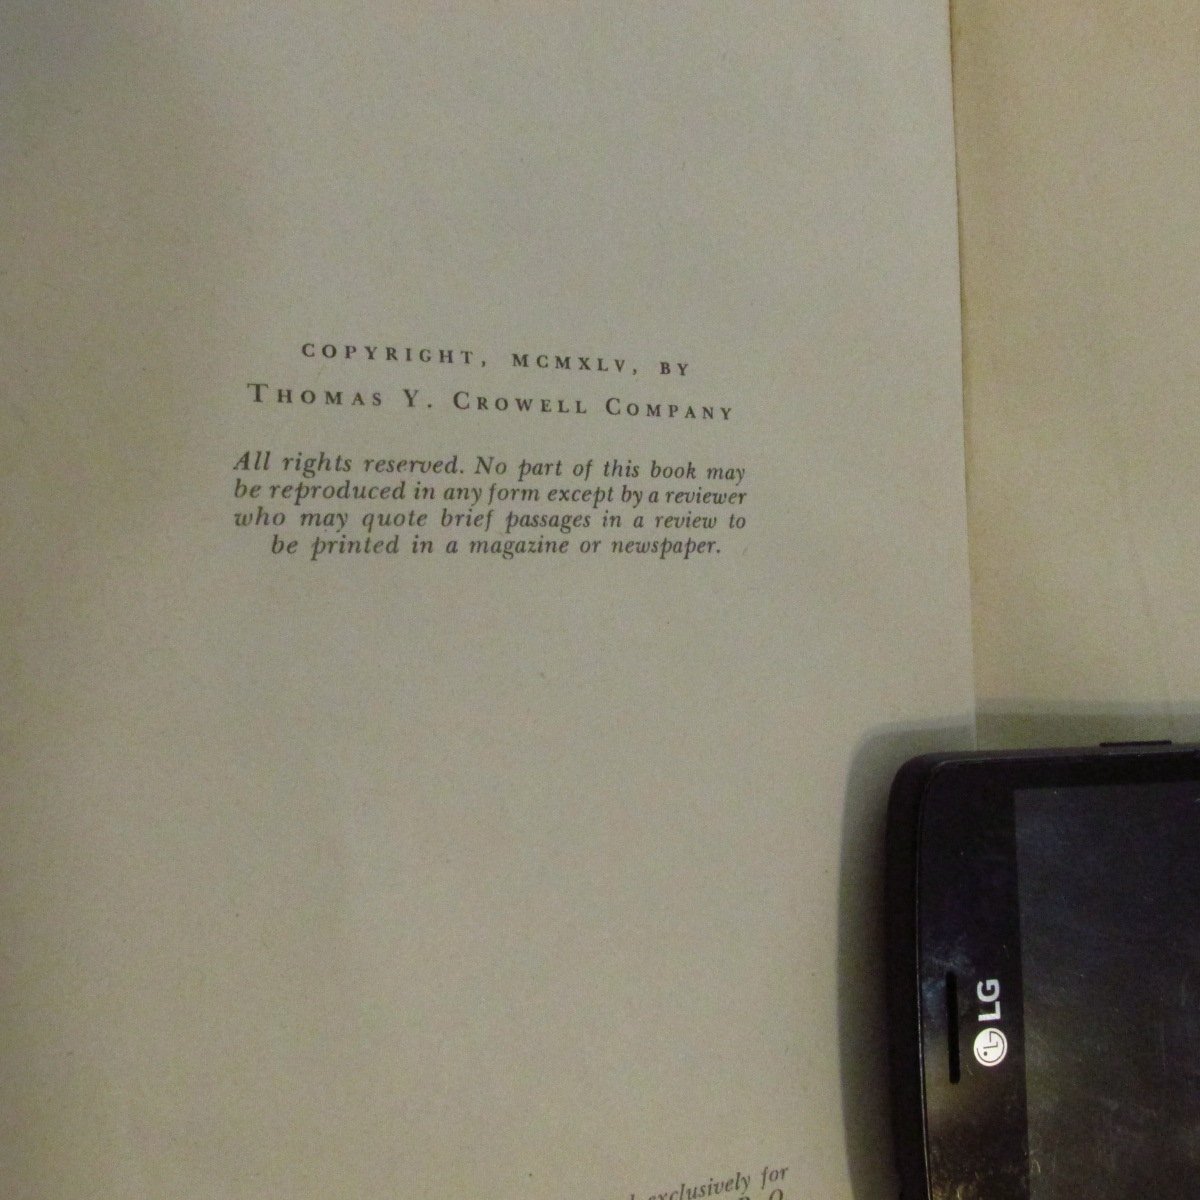 COPYRIGHT, MCMXLV, BY
THOMAS Y. CROWELL COMPANY
All rights reserved. No part of this book may
be reproduced in any form except by a reviewer
who may quote brief passages in a review to
be printed in a magazine or newspaper.
LG
exclusively for